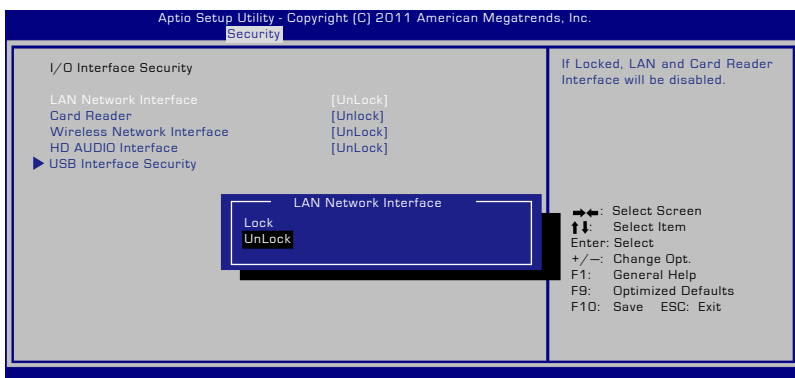 Aptio Setup Utility - Copyright (C) 2011 American Megatrends, Inc.
Security
I/O Interface Security
LAN Network Interface [UnLock]
Card Reader [Unlock]
Wireless Network Interface [UnLock]
HD AUDIO Interface [UnLock]
USB Interface Security
LAN Network Interface
Lock
UnLock
If Locked, LAN and Card Reader
Interface will be disabled.
→←: Select Screen
↑↓: Select Item
Enter: Select
+/—: Change Opt.
F1: General Help
F9: Optimized Defaults
F10: Save ESC: Exit